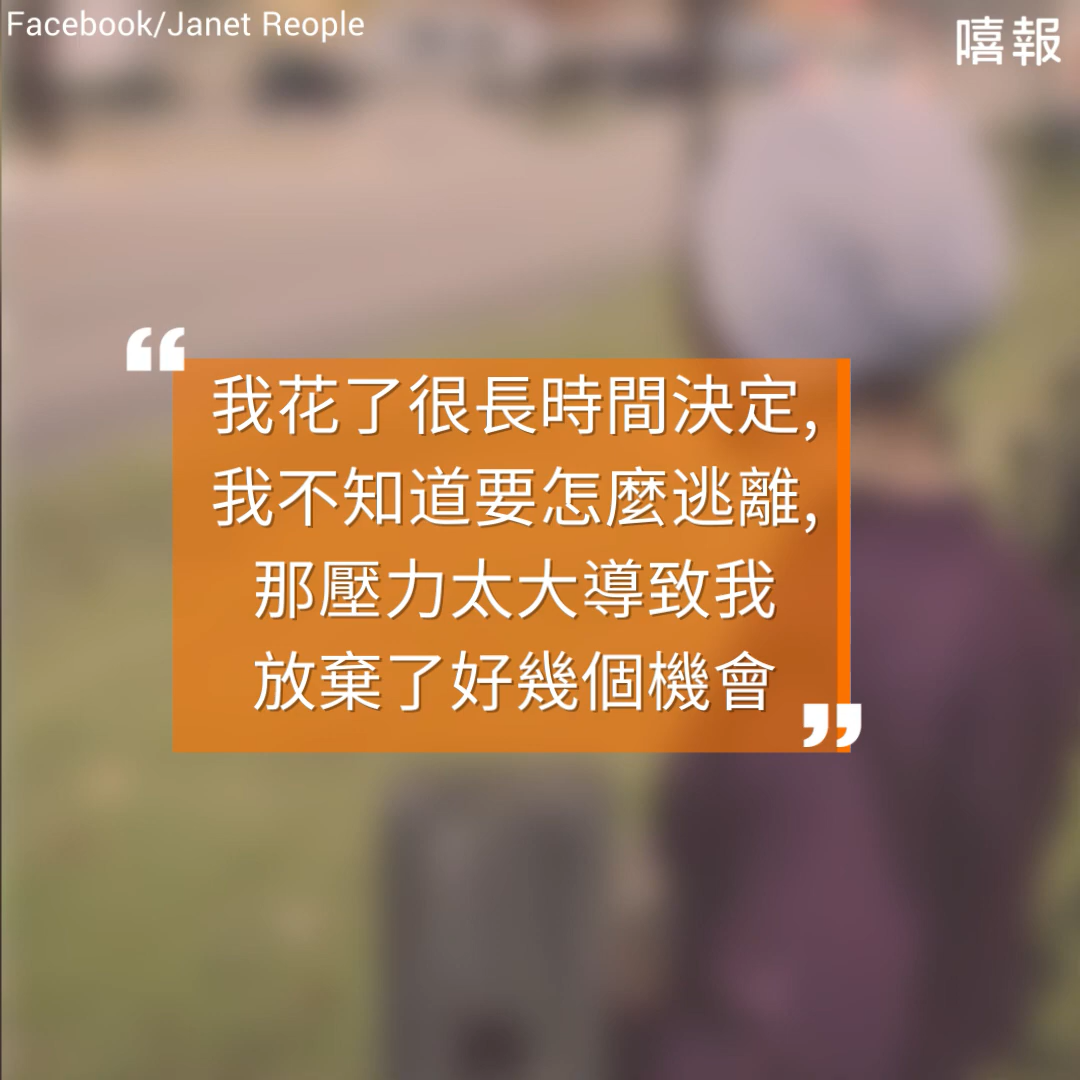 Facebook/Janet Reople
嘻報
“我花了很長時間決定,
我不知道要怎麼逃離,
那壓力太大導致我
放棄了好幾個機會”